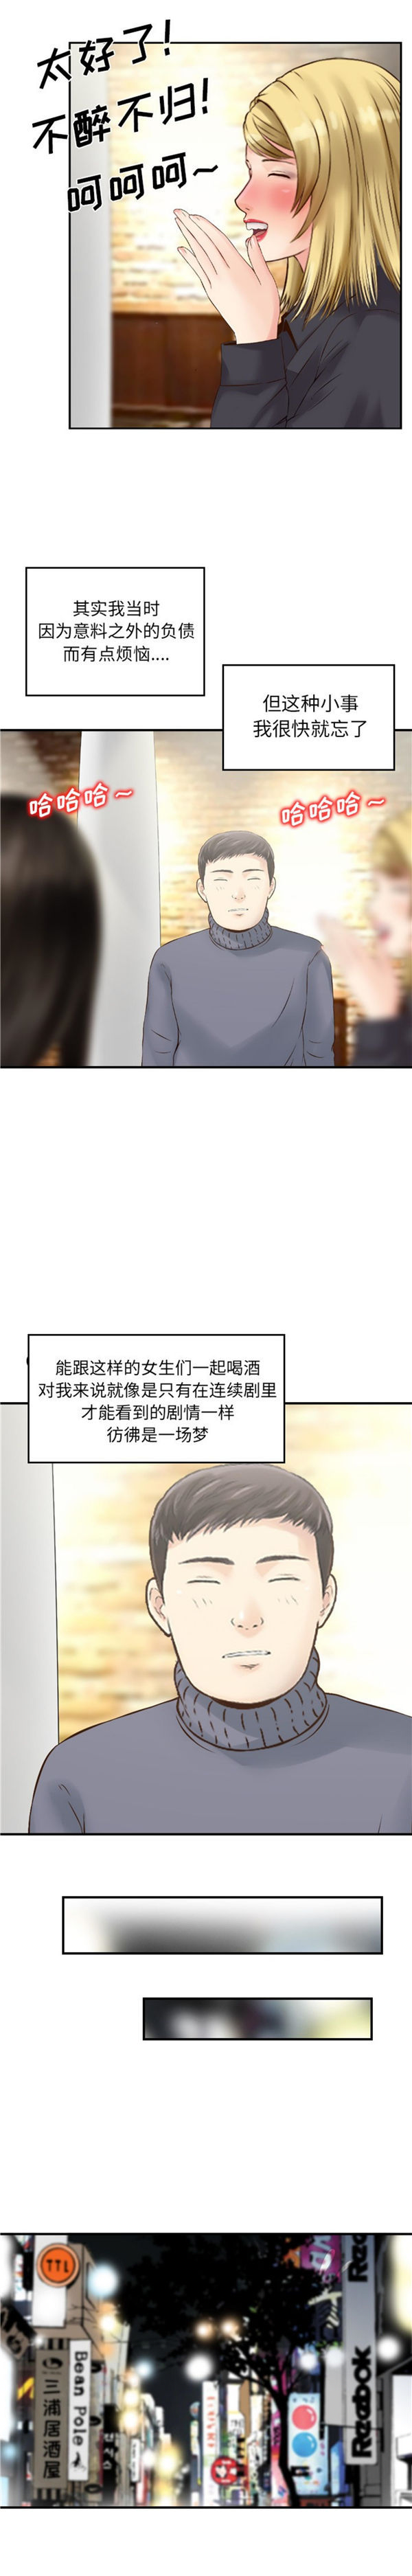 太好了!
不醉不归!
呵呵呵~
其实我当时
因为意料之外的负债
而有点烦恼....
但这种小事
我很快就忘了
哈哈哈~
哈哈哈~
能跟这样的女生们一起喝酒
对我来说就像是只有在连续剧里
才能看到的剧情一样
彷彿是一场梦
TTL
Bean Pole
三浦居酒屋
Reebok